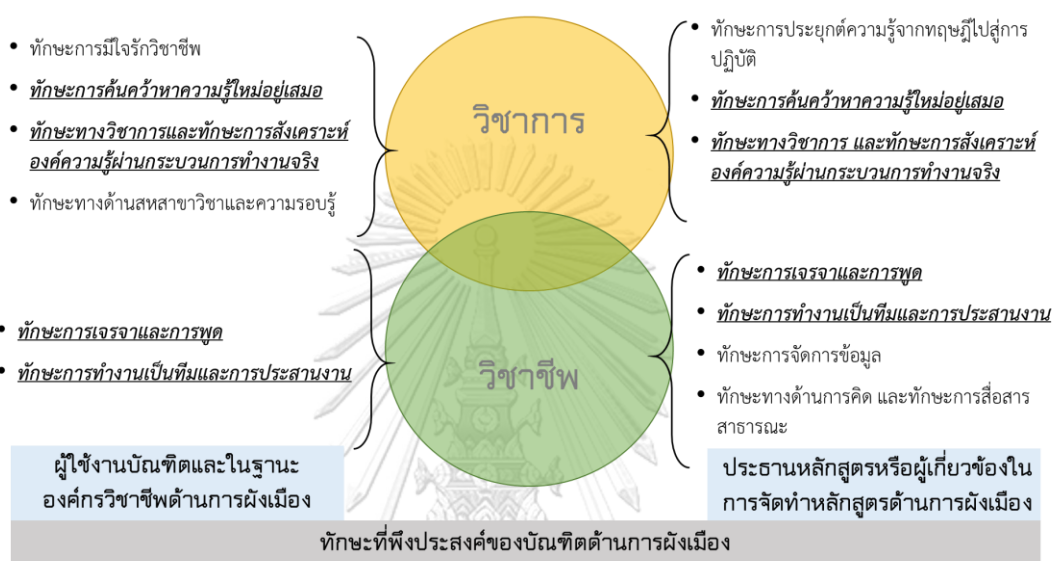 • ทักษะการมีใจรักวิชาชีพ
• ทักษะการค้นคว้าหาความรู้ใหม่อยู่เสมอ
• ทักษะทางวิชาการและทักษะการสังเคราะห์
องค์ความรู้ผ่านกระบวนการทำงานจริง
• ทักษะทางด้านสหสาขาวิชาและความรอบรู้
• ทักษะการเจรจาและการพูด
• ทักษะการทำงานเป็นทีมและการประสานงาน
ผู้ใช้งานบัณฑิตและในฐานะ
องค์กรวิชาชีพด้านการผังเมือง
วิชาการ
วิชาชีพ
• ทักษะการประยุกต์ความรู้จากทฤษฎีไปสู่การ
ปฏิบัติ
• ทักษะการค้นคว้าหาความรู้ใหม่อยู่เสมอ
• ทักษะทางวิชาการ และทักษะการสังเคราะห์
องค์ความรู้ผ่านกระบวนการทำงานจริง
• ทักษะการเจรจาและการพูด
• ทักษะการทำงานเป็นทีมและการประสานงาน
• ทักษะการจัดการข้อมูล
• ทักษะทางด้านการคิด และทักษะการสื่อสาร
สาธารณะ
ประธานหลักสูตรหรือผู้เกี่ยวข้องใน
การจัดทำหลักสูตรด้านการผังเมือง
ทักษะที่พึงประสงค์ของบัณฑิตด้านการผังเมือง